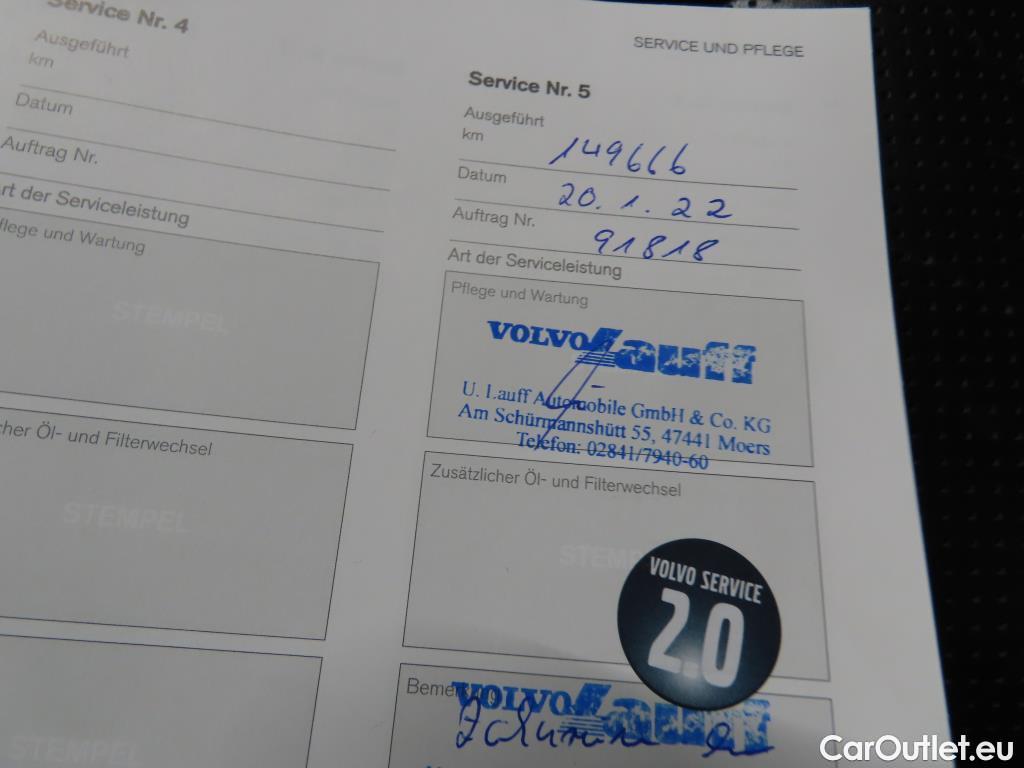 Service Nr. 4
Ausgeführt
km
Datum
Auftrag Nr.
Art der Serviceleistung
Pflege und Wartung
STEMPEL
cher Öl- und Filterwechsel
STEMPEL
STEMPEL
SERVICE UND PFLEGE
Service Nr. 5
Ausgeführt
km 149666
Datum 20.1.22
Auftrag Nr. 91818
Art der Serviceleistung
Pflege und Wartung
VOLVO Lauff
U. Lauff Automobile GmbH & Co. KG
Am Schürmannshütt 55, 47441 Moers
Telefon: 02841/7940-60
Zusätzlicher Öl- und Filterwechsel
STEMP
VOLVO SERVICE
2.0
VOLVO Lauff
CarOutlet.eu